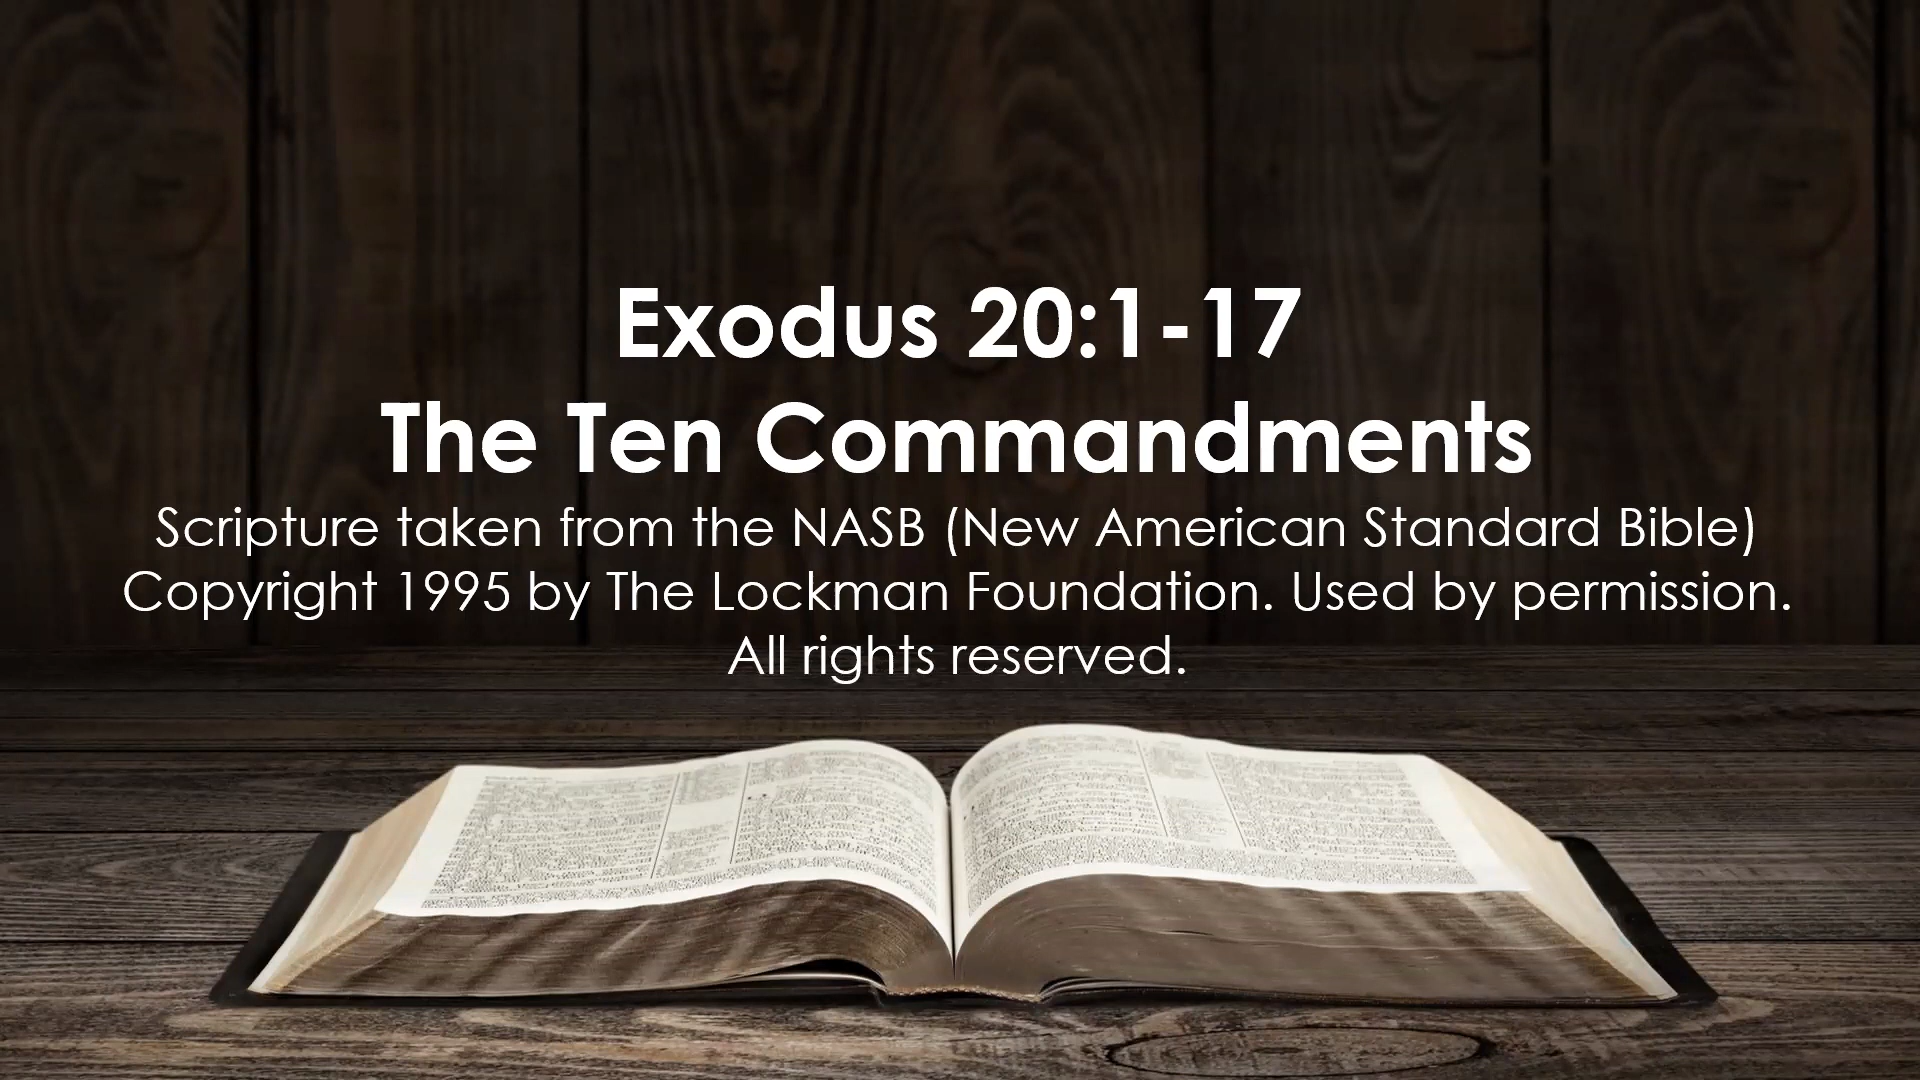 Exodus 20:1-17
The Ten Commandments
Scripture taken from the NASB (New American Standard Bible)
Copyright 1995 by The Lockman Foundation. Used by permission.
All rights reserved.